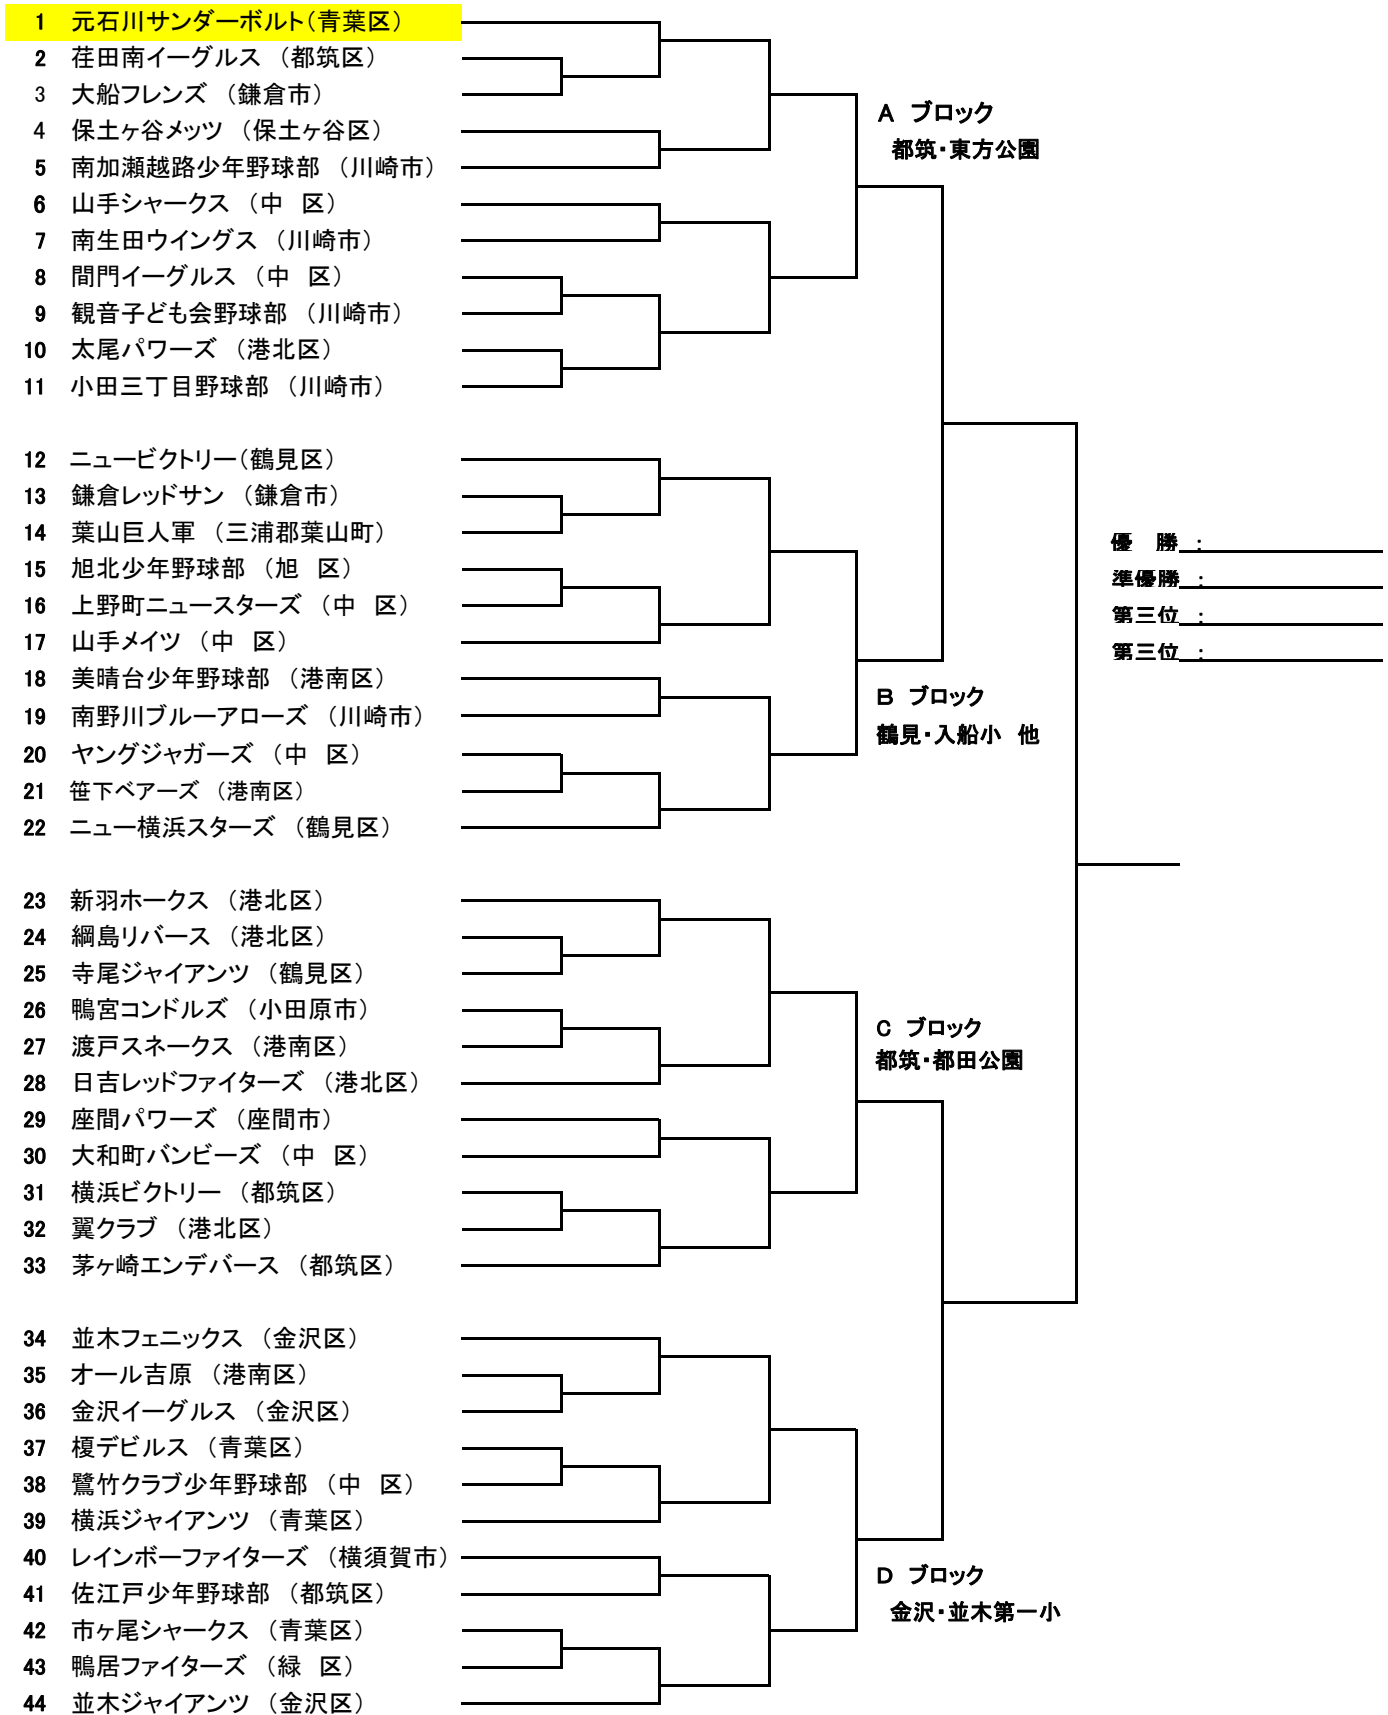 1 元石川サンダーボルト（青葉区）
2 荏田南イーグルス （都筑区）
3 大船フレンズ （鎌倉市）
4 保土ヶ谷メッツ （保土ヶ谷区）
5 南加瀬越路少年野球部 （川崎市）
6 山手シャークス （中　区）
7 南生田ウイングス （川崎市）
8 間門イーグルス （中　区）
9 観音子ども会野球部 （川崎市）
10 太尾パワーズ （港北区）
11 小田三丁目野球部 （川崎市）
A ブロック
都筑・東方公園
12 ニュービクトリー（鶴見区）
13 鎌倉レッドサン （鎌倉市）
14 葉山巨人軍 （三浦郡葉山町）
15 旭北少年野球部 （旭　区）
16 上野町ニュースターズ （中　区）
17 山手メイツ （中　区）
18 美晴台少年野球部 （港南区）
19 南野川ブルーアローズ （川崎市）
20 ヤングジャガーズ （中　区）
21 笹下ベアーズ （港南区）
22 ニュー横浜スターズ （鶴見区）
B ブロック
鶴見・入船小　他
優　勝　：
準優勝　：
第三位　：
第三位　：
23 新羽ホークス （港北区）
24 綱島リバース （港北区）
25 寺尾ジャイアンツ （鶴見区）
26 鴨宮コンドルズ （小田原市）
27 渡戸スネークス （港南区）
28 日吉レッドファイターズ （港北区）
29 座間パワーズ （座間市）
30 大和町バンビーズ （中　区）
31 横浜ビクトリー （都筑区）
32 翼クラブ （港北区）
33 茅ヶ崎エンデバース （都筑区）
C ブロック
都筑・都田公園
34 並木フェニックス （金沢区）
35 オール吉原 （港南区）
36 金沢イーグルス （金沢区）
37 榎デビルス （青葉区）
38 鷺竹クラブ少年野球部 （中　区）
39 横浜ジャイアンツ （青葉区）
40 レインボーファイターズ （横須賀市）
41 佐江戸少年野球部 （都筑区）
42 市ヶ尾シャークス （青葉区）
43 鴨居ファイターズ （緑　区）
44 並木ジャイアンツ （金沢区）
D ブロック
金沢・並木第一小